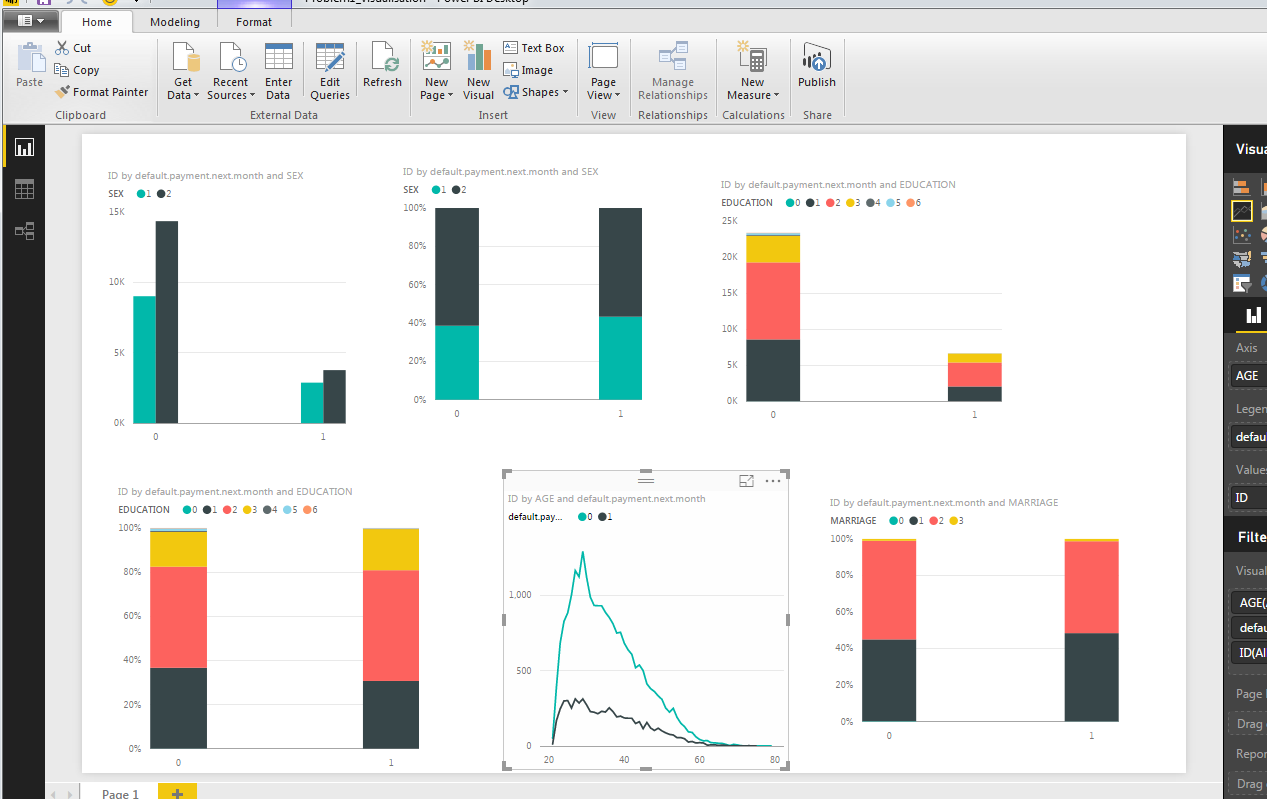 Problem1_Visualisation - Power BI Desktop
Home Modeling Format
Paste
Cut
Copy
Format Painter
Clipboard
Get Data
Recent Sources
Enter Data
Edit Queries
Refresh
External Data
New Page
New Visual
Text Box
Image
Shapes
Insert
Page View
View
Manage Relationships
Relationships
New Measure
Calculations
Publish
Share
ID by default.payment.next.month and SEX
SEX 1 2
15K
10K
5K
0K
0 1
ID by default.payment.next.month and SEX
SEX 1 2
100%
80%
60%
40%
20%
0%
0 1
ID by default.payment.next.month and EDUCATION
EDUCATION 0 1 2 3 4 5 6
25K
20K
15K
10K
5K
0K
0 1
ID by default.payment.next.month and EDUCATION
EDUCATION 0 1 2 3 4 5 6
100%
80%
60%
40%
20%
0%
0 1
ID by AGE and default.payment.next.month
default.pay... 0 1
1,000
500
0
20 40 60 80
ID by default.payment.next.month and MARRIAGE
MARRIAGE 0 1 2 3
100%
80%
60%
40%
20%
0%
0 1
Visua
Axis
AGE
Legen
defau
Values
ID
Filte
Visual
AGE(
defau
ID(Al
Page
Drag
Repor
Drag
Page 1